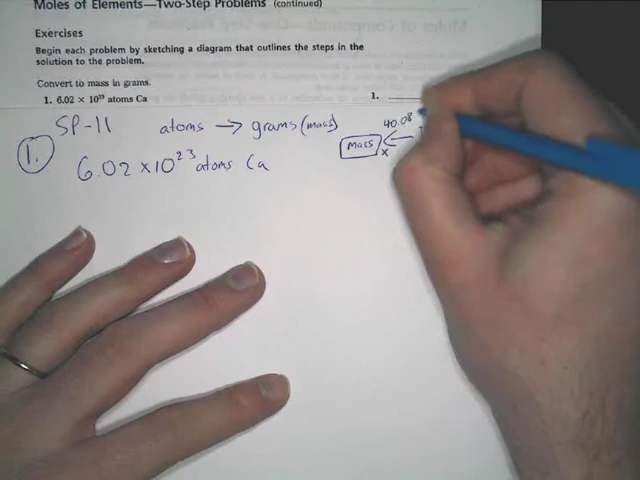 Moles of Elements—Two-Step Problems (continued)
Exercises
Begin each problem by sketching a diagram that outlines the steps in the
solution to the problem.
Convert to mass in grams.
1. 6.02 × 10²³ atoms Ca
1.
SP-11 atoms → grams (mass)
40.08
mass
x
1.
6.02 x 10²³ atoms Ca